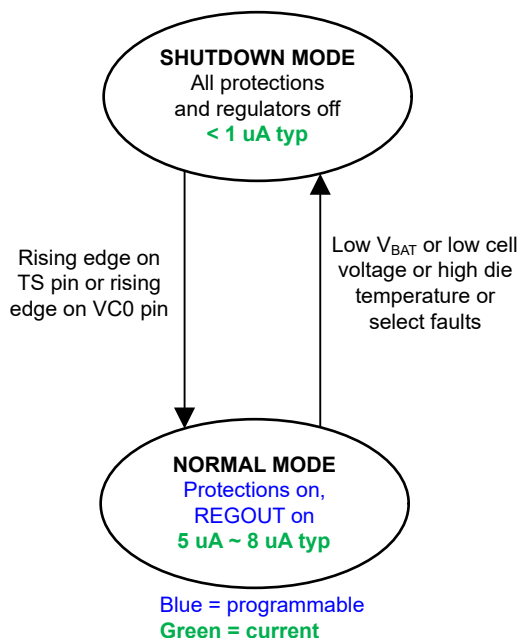 SHUTDOWN MODE
All protections
and regulators off
< 1 uA typ
Rising edge on
TS pin or rising
edge on VC0 pin
Low VBAT or low cell
voltage or high die
temperature or
select faults
NORMAL MODE
Protections on,
REGOUT on
5 uA ~ 8 uA typ
Blue = programmable
Green = current